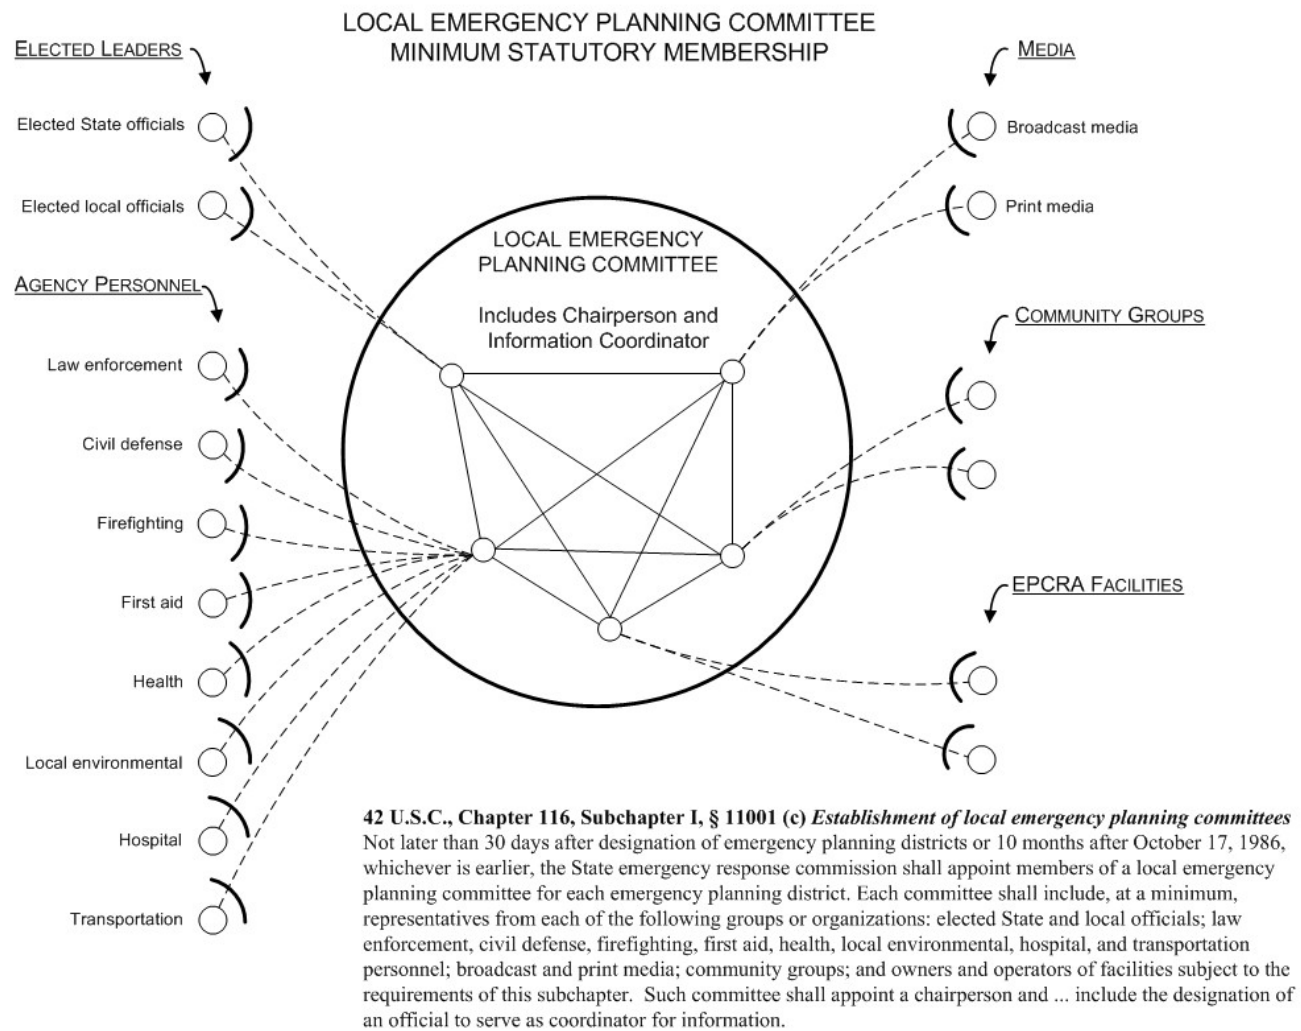 LOCAL EMERGENCY PLANNING COMMITTEE
MINIMUM STATUTORY MEMBERSHIP
ELECTED LEADERS
Elected State officials
Elected local officials
AGENCY PERSONNEL
Law enforcement
Civil defense
Firefighting
First aid
Health
Local environmental
Hospital
Transportation
LOCAL EMERGENCY
PLANNING COMMITTEE
Includes Chairperson and
Information Coordinator
MEDIA
Broadcast media
Print media
COMMUNITY GROUPS
EPCRA FACILITIES
42 U.S.C., Chapter 116, Subchapter I, § 11001 (c) Establishment of local emergency planning committees
Not later than 30 days after designation of emergency planning districts or 10 months after October 17, 1986,
whichever is earlier, the State emergency response commission shall appoint members of a local emergency
planning committee for each emergency planning district. Each committee shall include, at a minimum,
representatives from each of the following groups or organizations: elected State and local officials; law
enforcement, civil defense, firefighting, first aid, health, local environmental, hospital, and transportation
personnel; broadcast and print media; community groups; and owners and operators of facilities subject to the
requirements of this subchapter.  Such committee shall appoint a chairperson and ... include the designation of
an official to serve as coordinator for information.